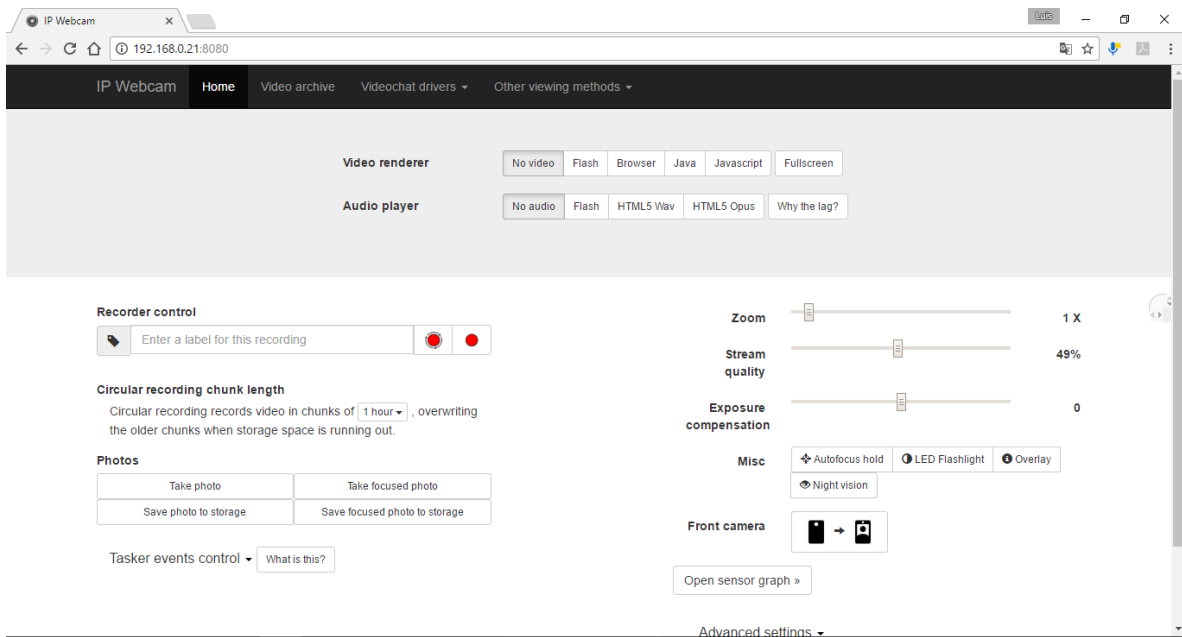 IP Webcam
Luis
192.168.0.21:8080
IP Webcam Home Video archive Videochat drivers Other viewing methods
Video renderer No video Flash Browser Java Javascript Fullscreen
Audio player No audio Flash HTML5 Wav HTML5 Opus Why the lag?
Recorder control
Enter a label for this recording
Circular recording chunk length
Circular recording records video in chunks of 1 hour , overwriting
the older chunks when storage space is running out.
Photos
Take photo Take focused photo
Save photo to storage Save focused photo to storage
Tasker events control What is this?
Zoom 1 X
Stream
quality 49%
Exposure
compensation 0
Misc Autofocus hold LED Flashlight Overlay
Night vision
Front camera
Open sensor graph »
Advanced settings